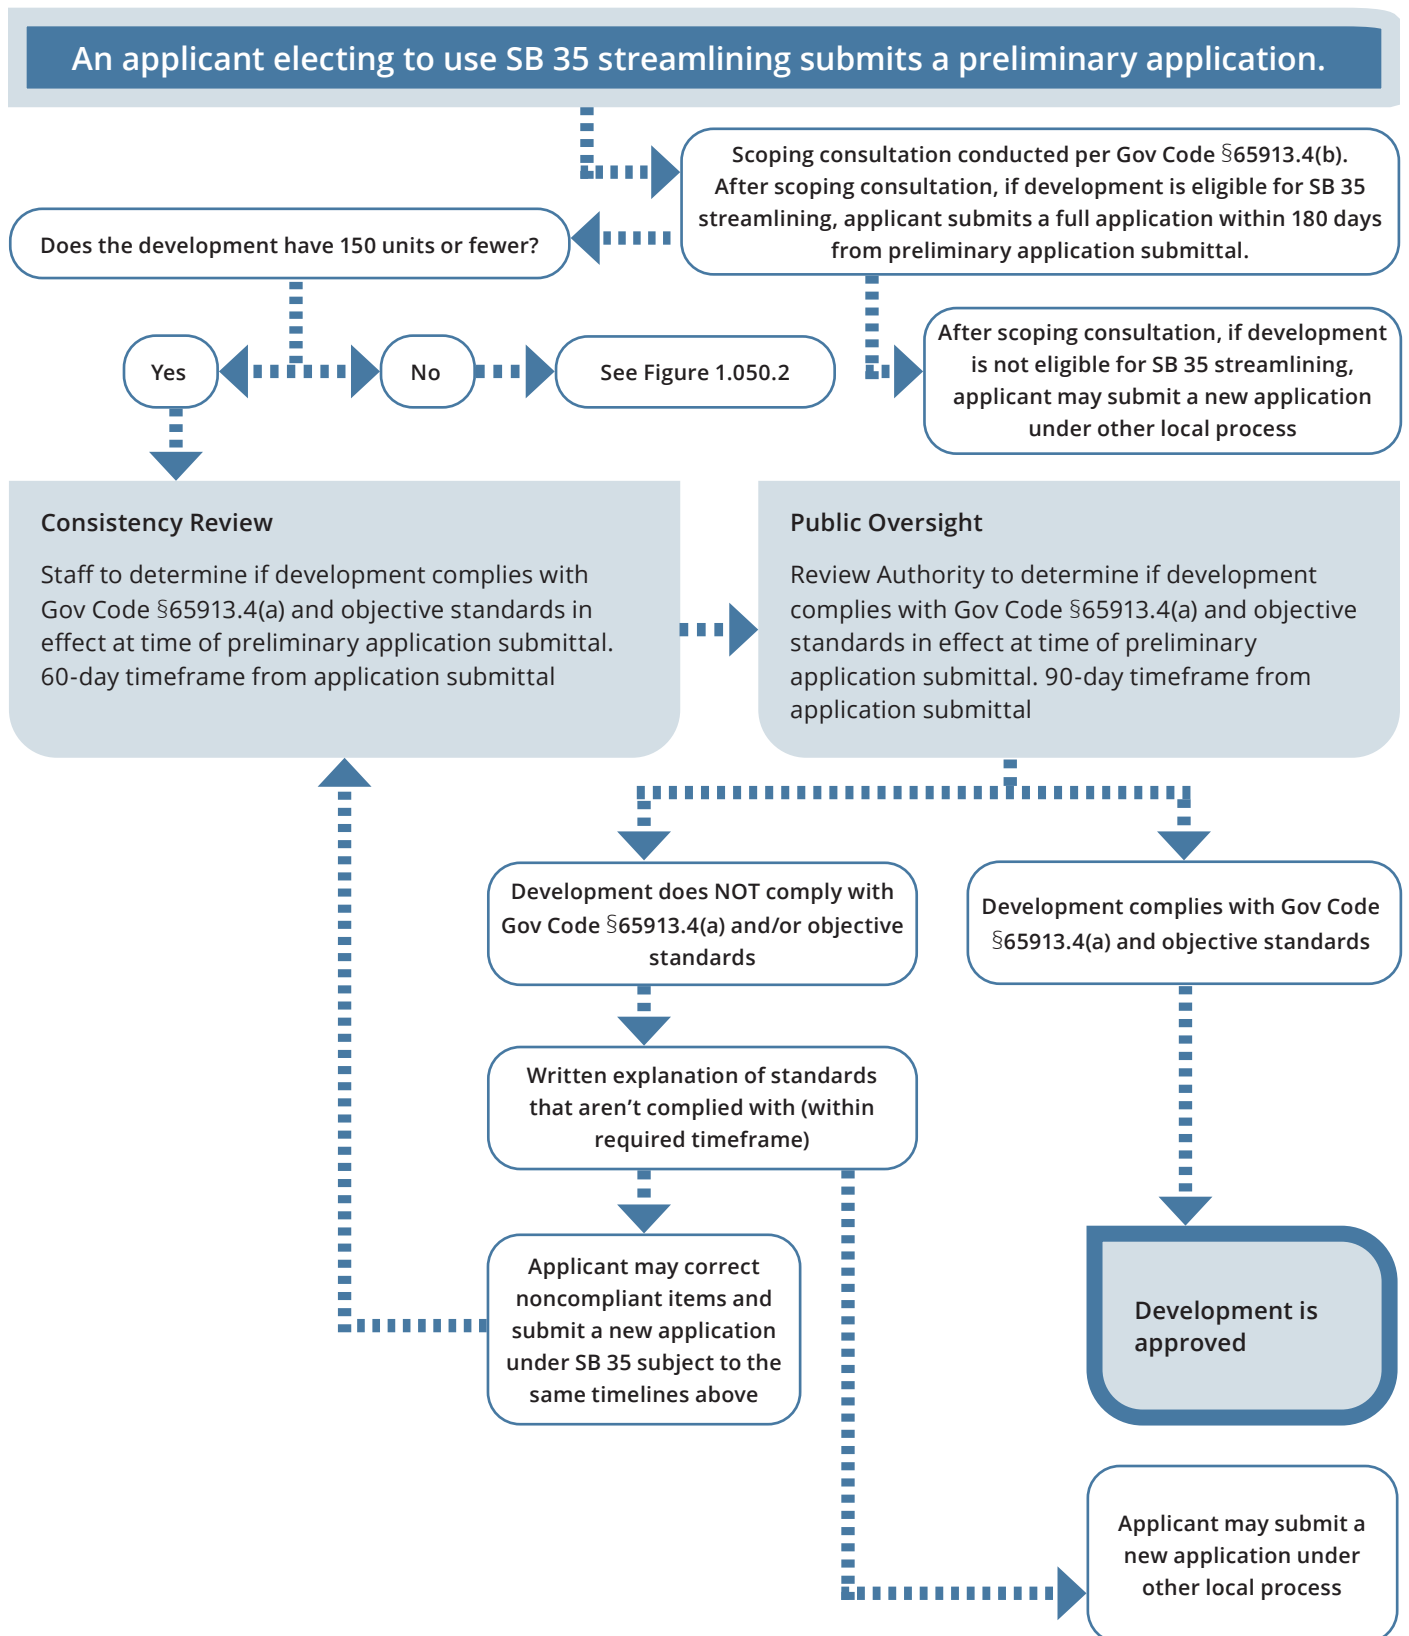 An applicant electing to use SB 35 streamlining submits a preliminary application.
Scoping consultation conducted per Gov Code §65913.4(b).
After scoping consultation, if development is eligible for SB 35
streamlining, applicant submits a full application within 180 days
from preliminary application submittal.
Does the development have 150 units or fewer?
After scoping consultation, if development
is not eligible for SB 35 streamlining,
applicant may submit a new application
under other local process
Yes
No
See Figure 1.050.2
Consistency Review
Staff to determine if development complies with
Gov Code §65913.4(a) and objective standards in
effect at time of preliminary application submittal.
60-day timeframe from application submittal
Public Oversight
Review Authority to determine if development
complies with Gov Code §65913.4(a) and objective
standards in effect at time of preliminary
application submittal. 90-day timeframe from
application submittal
Development does NOT comply with
Gov Code §65913.4(a) and/or objective
standards
Development complies with Gov Code
§65913.4(a) and objective standards
Written explanation of standards
that aren’t complied with (within
required timeframe)
Applicant may correct
noncompliant items and
submit a new application
under SB 35 subject to the
same timelines above
Development is
approved
Applicant may submit a
new application under
other local process